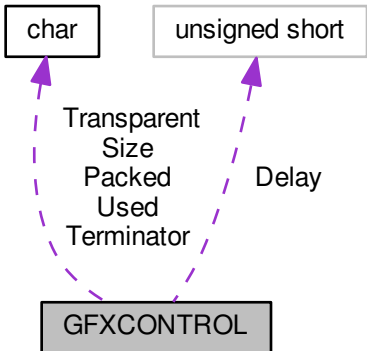 char
unsigned short
Transparent
Size
Packed
Used
Terminator
Delay
GFXCONTROL